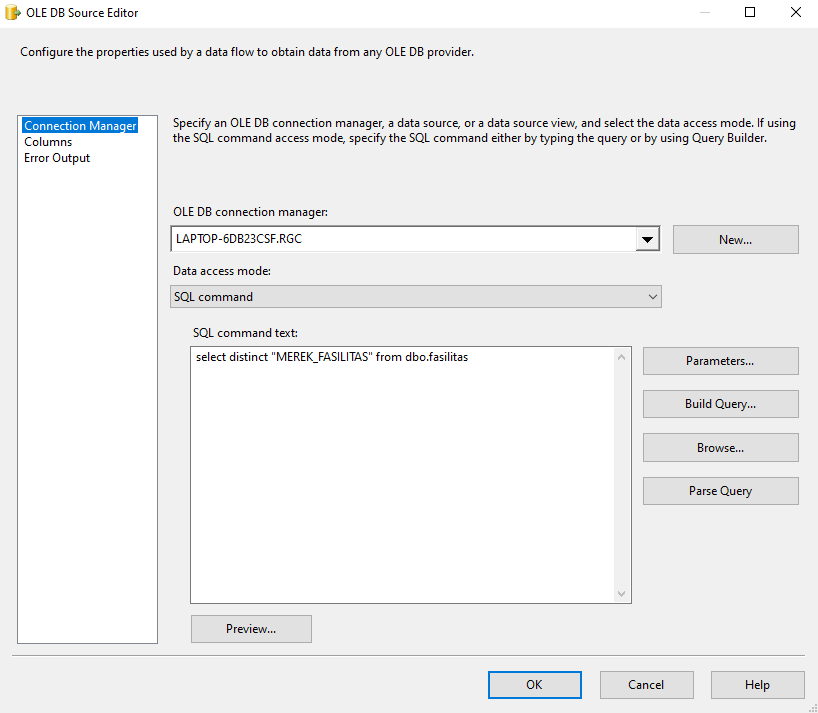 OLE DB Source Editor
Configure the properties used by a data flow to obtain data from any OLE DB provider.
Connection Manager
Columns
Error Output
Specify an OLE DB connection manager, a data source, or a data source view, and select the data access mode. If using
the SQL command access mode, specify the SQL command either by typing the query or by using Query Builder.
OLE DB connection manager:
LAPTOP-6DB23CSF.RGC
New...
Data access mode:
SQL command
SQL command text:
select distinct "MEREK_FASILITAS" from dbo.fasilitas
Parameters...
Build Query...
Browse...
Parse Query
Preview...
OK
Cancel
Help